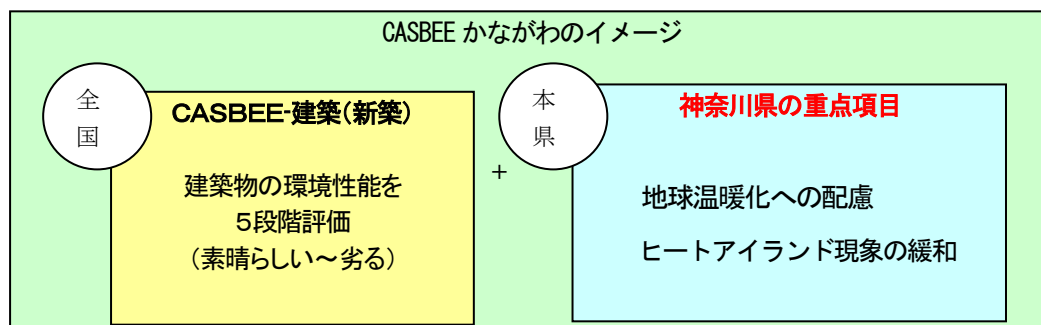 CASBEE かながわのイメージ
全
国
CASBEE-建築(新築)
建築物の環境性能を
5段階評価
(素晴らしい~劣る)
+
本
県
神奈川県の重点項目
地球温暖化への配慮
ヒートアイランド現象の緩和